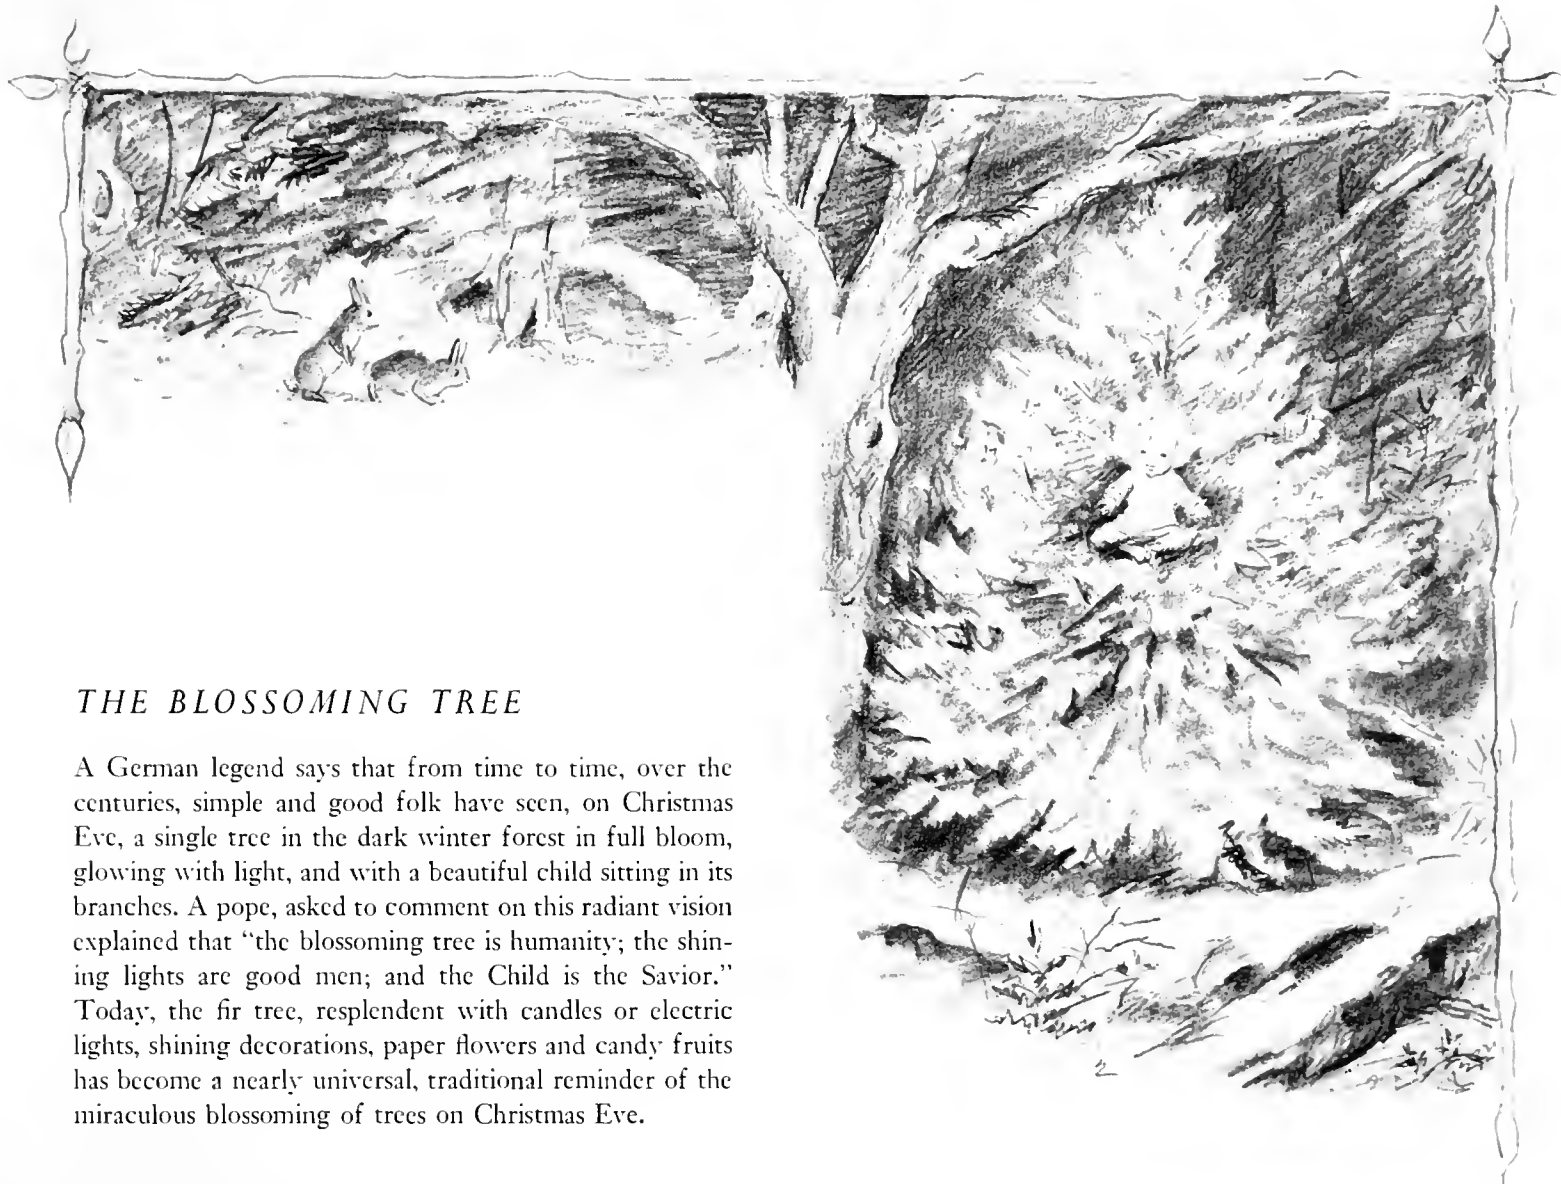 THE BLOSSOMING TREE
A German legend says that from time to time, over the
centuries, simple and good folk have seen, on Christmas
Eve, a single tree in the dark winter forest in full bloom,
glowing with light, and with a beautiful child sitting in its
branches. A pope, asked to comment on this radiant vision
explained that “the blossoming tree is humanity; the shin-
ing lights are good men; and the Child is the Savior.”
Today, the fir tree, resplendent with candles or electric
lights, shining decorations, paper flowers and candy fruits
has become a nearly universal, traditional reminder of the
miraculous blossoming of trees on Christmas Eve.